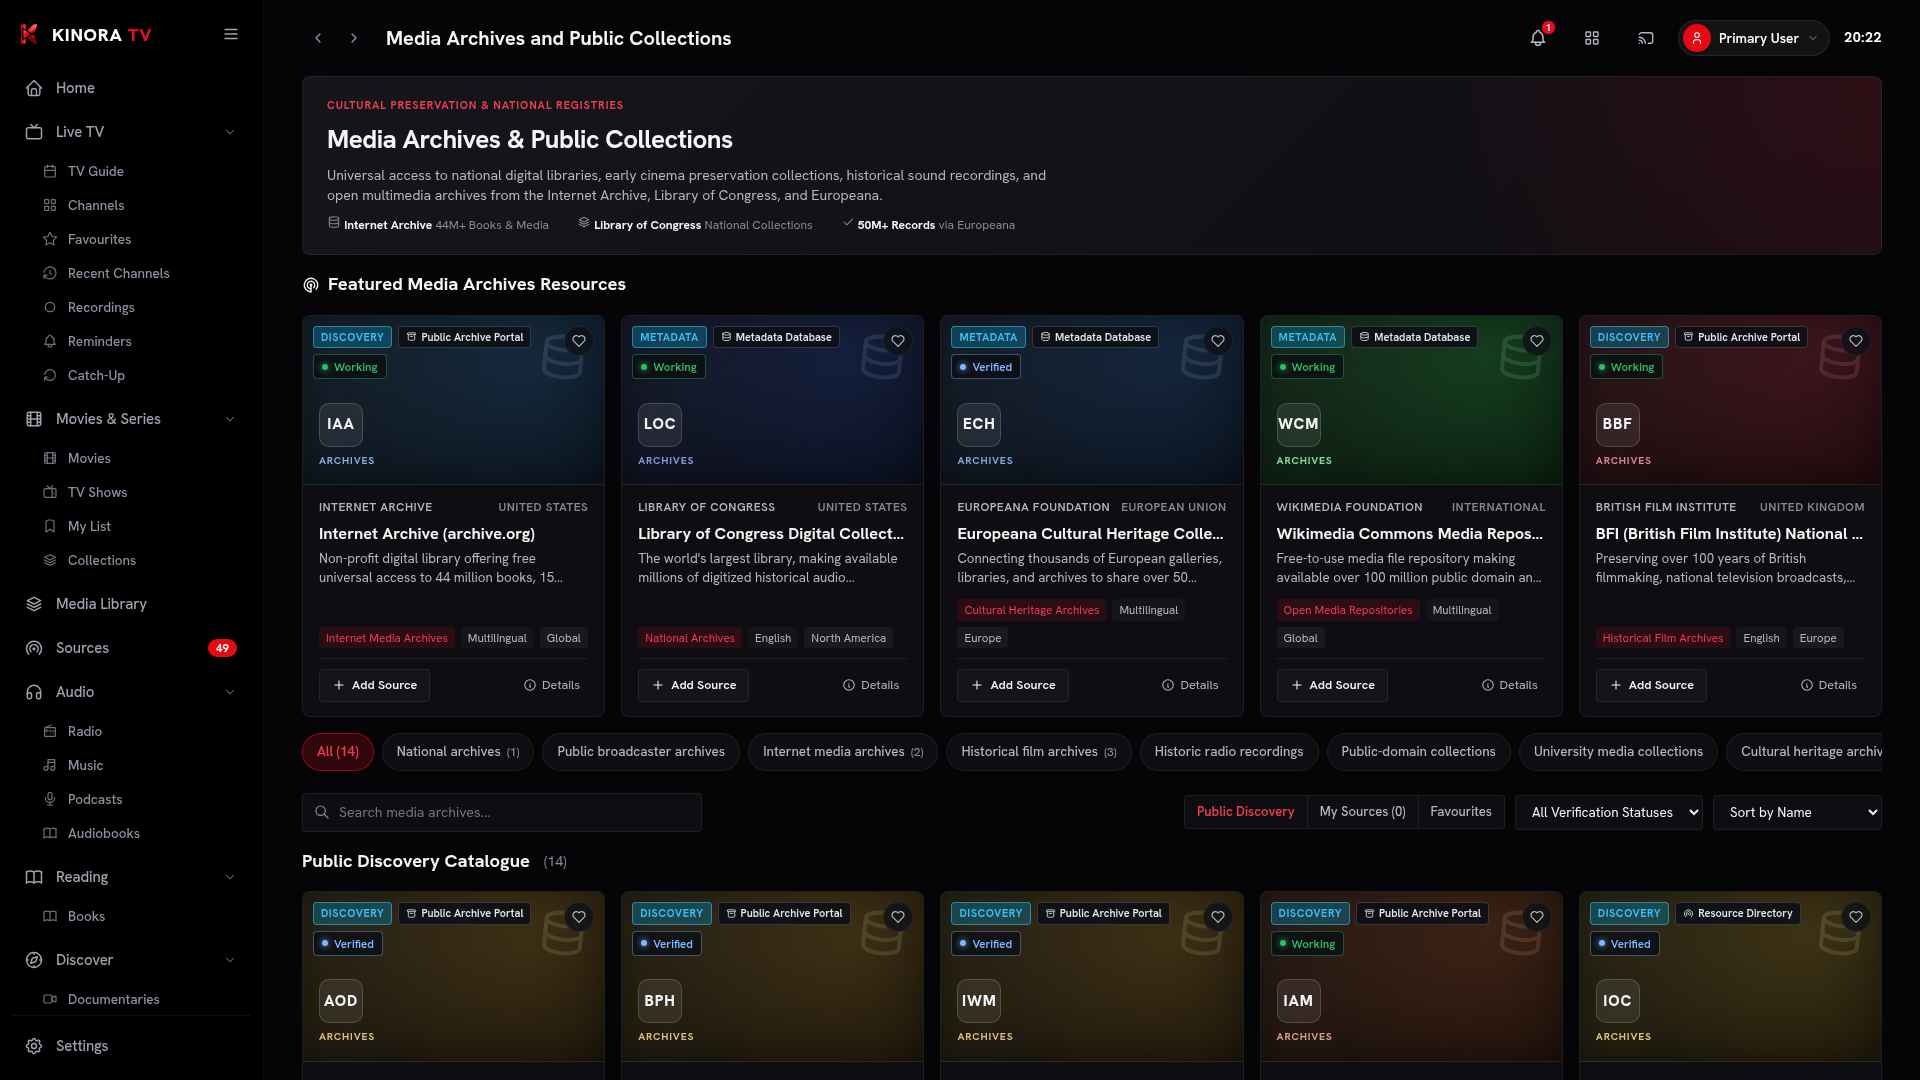 KINORA TV
Home
Live TV
TV Guide
Channels
Favourites
Recent Channels
Recordings
Reminders
Catch-Up
Movies & Series
Movies
TV Shows
My List
Collections
Media Library
Sources 49
Audio
Radio
Music
Podcasts
Audiobooks
Reading
Books
Discover
Documentaries
Settings
Media Archives and Public Collections
1
Primary User
20:22
CULTURAL PRESERVATION & NATIONAL REGISTRIES
Media Archives & Public Collections
Universal access to national digital libraries, early cinema preservation collections, historical sound recordings, and
open multimedia archives from the Internet Archive, Library of Congress, and Europeana.
Internet Archive 44M+ Books & Media · Library of Congress National Collections · 50M+ Records via Europeana
Featured Media Archives Resources
DISCOVERY Public Archive Portal
Working
IAA
ARCHIVES
INTERNET ARCHIVE UNITED STATES
Internet Archive (archive.org)
Non-profit digital library offering free
universal access to 44 million books, 15...
Internet Media Archives Multilingual Global
+ Add Source Details
METADATA Metadata Database
Working
LOC
ARCHIVES
LIBRARY OF CONGRESS UNITED STATES
Library of Congress Digital Collect...
The world's largest library, making available
millions of digitized historical audio...
National Archives English North America
+ Add Source Details
METADATA Metadata Database
Verified
ECH
ARCHIVES
EUROPEANA FOUNDATION EUROPEAN UNION
Europeana Cultural Heritage Colle...
Connecting thousands of European galleries,
libraries, and archives to share over 50...
Cultural Heritage Archives Multilingual
Europe
+ Add Source Details
METADATA Metadata Database
Working
WCM
ARCHIVES
WIKIMEDIA FOUNDATION INTERNATIONAL
Wikimedia Commons Media Repos...
Free-to-use media file repository making
available over 100 million public domain an...
Open Media Repositories Multilingual
Global
+ Add Source Details
DISCOVERY Public Archive Portal
Working
BBF
ARCHIVES
BRITISH FILM INSTITUTE UNITED KINGDOM
BFI (British Film Institute) National ...
Preserving over 100 years of British
filmmaking, national television broadcasts,...
Historical Film Archives English Europe
+ Add Source Details
All (14) National archives (1) Public broadcaster archives Internet media archives (2) Historical film archives (3) Historic radio recordings Public-domain collections University media collections Cultural heritage archiv
Search media archives...
Public Discovery My Sources (0) Favourites All Verification Statuses Sort by Name
Public Discovery Catalogue (14)
DISCOVERY Public Archive Portal
Verified
AOD
ARCHIVES
DISCOVERY Public Archive Portal
Verified
BPH
ARCHIVES
DISCOVERY Public Archive Portal
Verified
IWM
ARCHIVES
DISCOVERY Public Archive Portal
Working
IAM
ARCHIVES
DISCOVERY Resource Directory
Verified
IOC
ARCHIVES